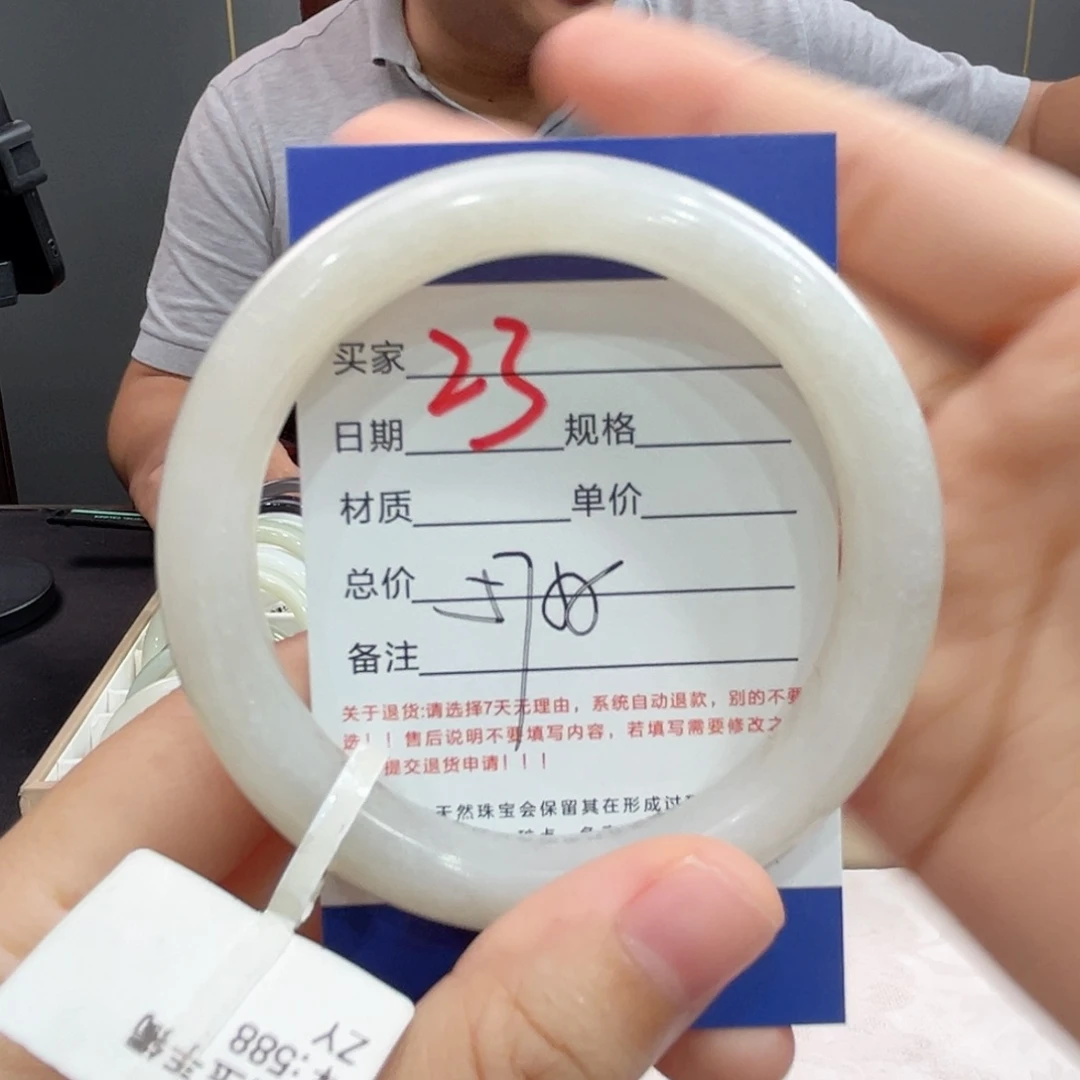 买家 23
日期 规格
材质 单价
总价
备注
关于退货:请选择7天无理由，系统自动退款，别的不要
选！！售后说明不要填写内容，若填写需要修改之
提交退货申请！！！
天然珠宝会保留其在形成过
:588
ZY